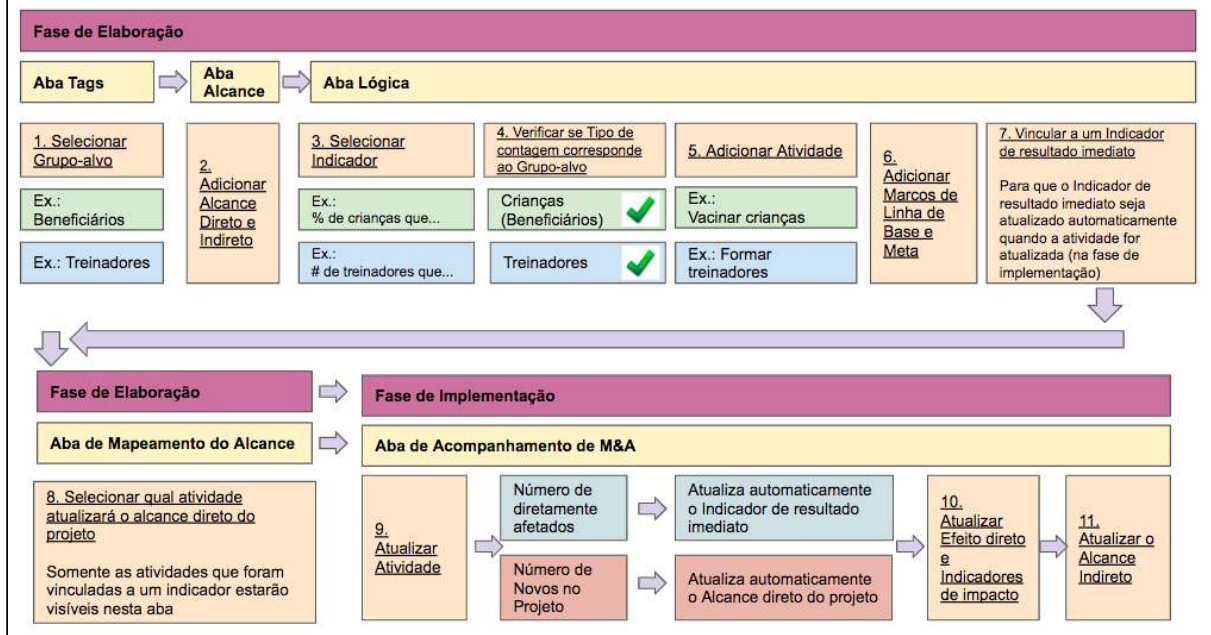 Fase de Elaboração
Aba Tags
Aba
Alcance
Aba Lógica
1. Selecionar
Grupo-alvo
Ex.:
Beneficiários
Ex.: Treinadores
2.
Adicionar
Alcance
Direto e
Indireto
3. Selecionar
Indicador
Ex.:
% de crianças que...
Ex.:
# de treinadores que...
4. Verificar se Tipo de
contagem corresponde
ao Grupo-alvo
Crianças
(Beneficiários)
Treinadores
5. Adicionar Atividade
Ex.:
Vacinar crianças
Ex.: Formar
treinadores
6.
Adicionar
Marcos de
Linha de
Base e
Meta
7. Vincular a um Indicador
de resultado imediato
Para que o Indicador de
resultado imediato seja
atualizado automaticamente
quando a atividade for
atualizada (na fase de
implementação)
Fase de Elaboração
Fase de Implementação
Aba de Mapeamento do Alcance
Aba de Acompanhamento de M&A
8. Selecionar qual atividade
atualizará o alcance direto do
projeto
Somente as atividades que foram
vinculadas a um indicador estarão
visíveis nesta aba
9.
Atualizar
Atividade
Número de
diretamente
afetados
Atualiza automaticamente
o Indicador de resultado
imediato
Número de
Novos no
Projeto
Atualiza automaticamente
o Alcance direto do projeto
10.
Atualizar
Efeito direto
e
Indicadores
de impacto
11.
Atualizar o
Alcance
Indireto